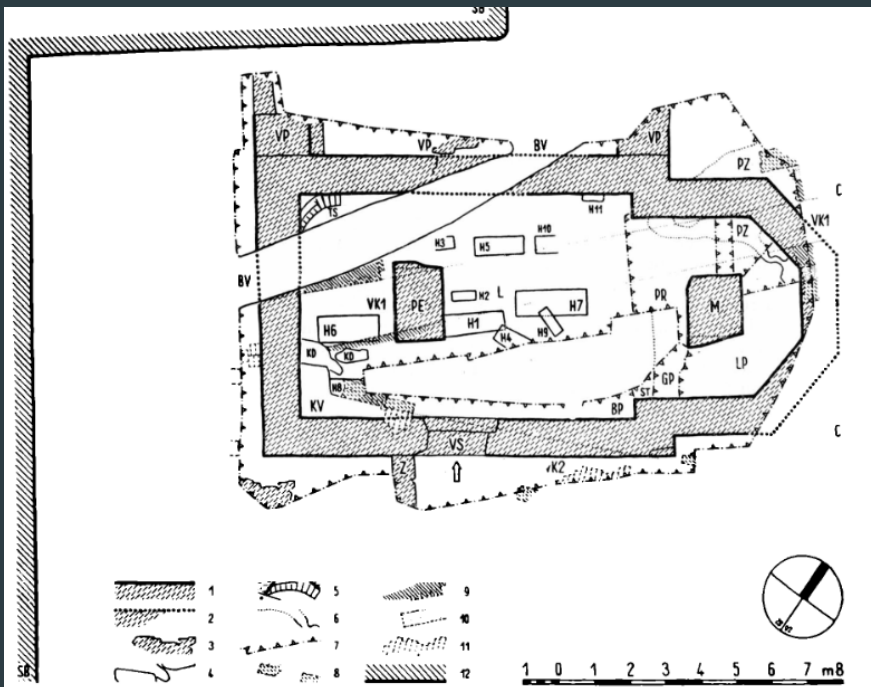 SB
VP
VP
BV
VP
PZ
C
TS
H11
VK1
H3
H5
H10
PZ
BV
VK1
PE
H2
L
H7
PR
M
H6
H1
H9
H4
KD
KD
LP
H8
GP
KV
BP
ST
VS
C
Z
VK2
1
5
9
2
6
10
3
7
11
SB
4
8
12
1 0 1 2 3 4 5 6 7 m8